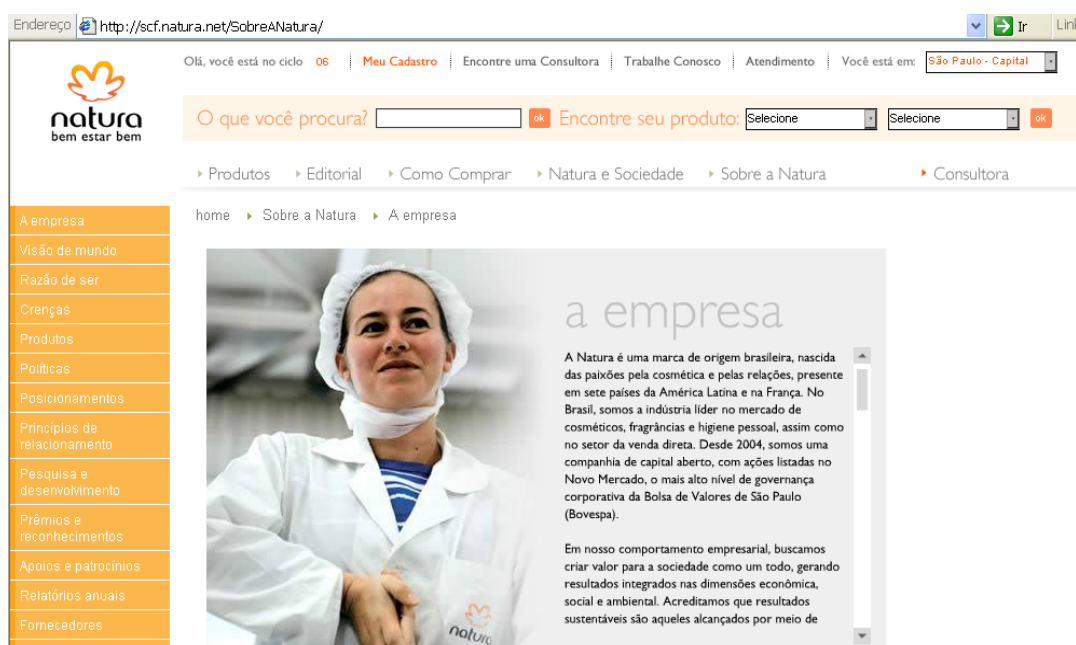 Endereço http://scf.natura.net/SobreANatura/ Ir
Olá, você está no ciclo 06 Meu Cadastro Encontre uma Consultora Trabalhe Conosco Atendimento Você está em: São Paulo - Capital
natura
bem estar bem
O que você procura? ok Encontre seu produto: Selecione Selecione ok
Produtos Editorial Como Comprar Natura e Sociedade Sobre a Natura Consultora
home Sobre a Natura A empresa
A empresa
Visão de mundo
Razão de ser
Crenças
Produtos
Políticas
Posicionamentos
Princípios de
relacionamento
Pesquisa e
desenvolvimento
Prêmios e
reconhecimentos
Apoios e patrocínios
Relatórios anuais
Fornecedores
a empresa
A Natura é uma marca de origem brasileira, nascida
das paixões pela cosmética e pelas relações, presente
em sete países da América Latina e na França. No
Brasil, somos a indústria líder no mercado de
cosméticos, fragrâncias e higiene pessoal, assim como
no setor da venda direta. Desde 2004, somos uma
companhia de capital aberto, com ações listadas no
Novo Mercado, o mais alto nível de governança
corporativa da Bolsa de Valores de São Paulo
(Bovespa).
Em nosso comportamento empresarial, buscamos
criar valor para a sociedade como um todo, gerando
resultados integrados nas dimensões econômica,
social e ambiental. Acreditamos que resultados
sustentáveis são aqueles alcançados por meio de
natura